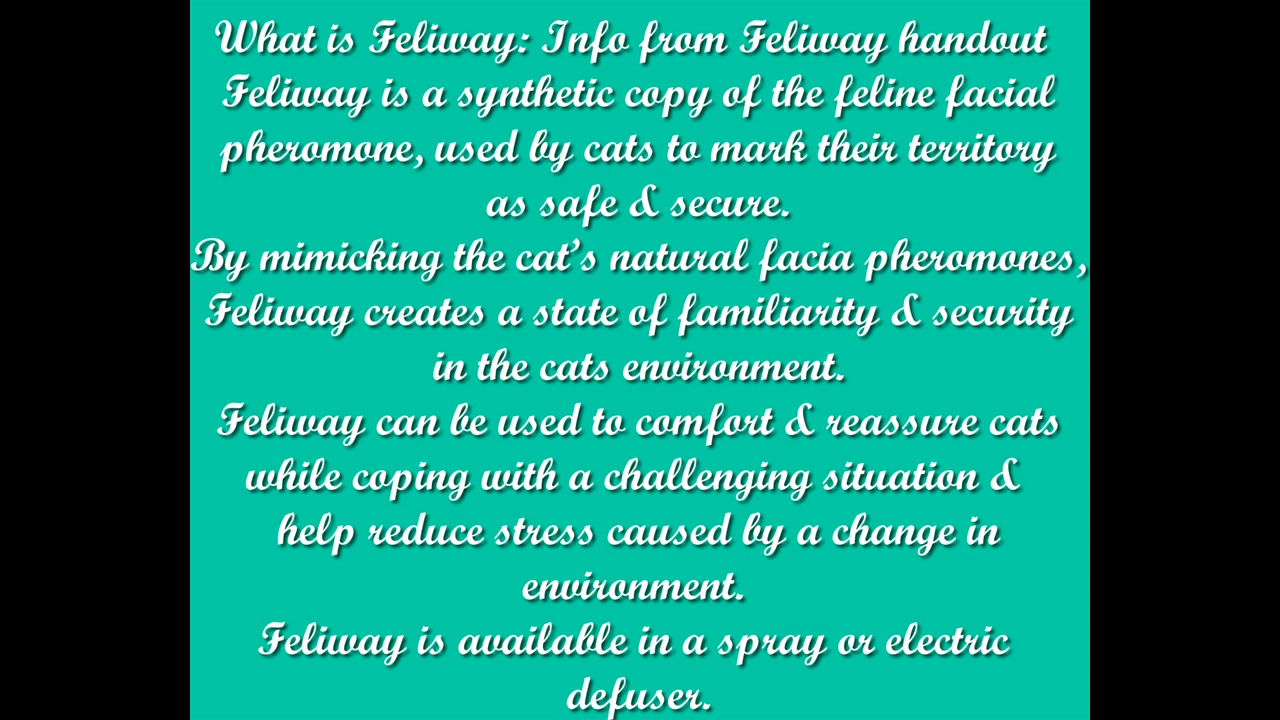 What is Feliway: Info from Feliway handout
Feliway is a synthetic copy of the feline facial
pheromone, used by cats to mark their territory
as safe & secure.
By mimicking the cat's natural facia pheromones,
Feliway creates a state of familiarity & security
in the cats environment.
Feliway can be used to comfort & reassure cats
while coping with a challenging situation &
help reduce stress caused by a change in
environment.
Feliway is available in a spray or electric
defuser.